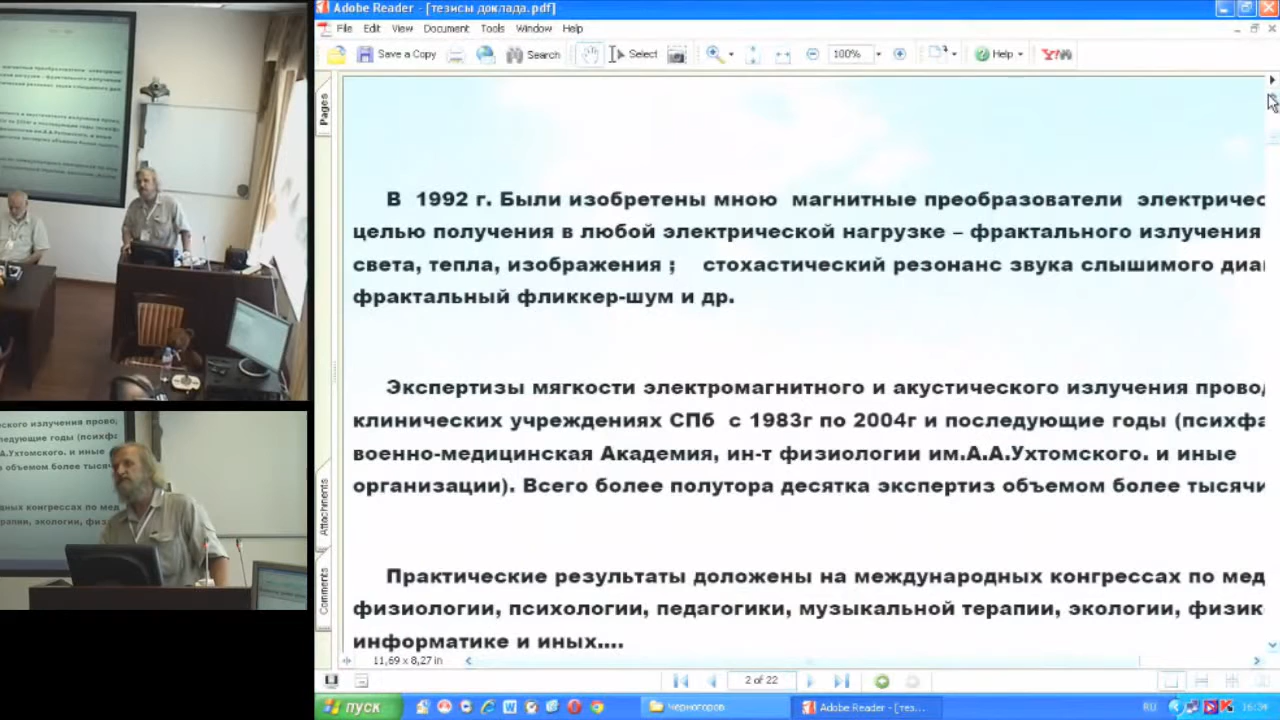 Adobe Reader - [тезисы доклада.pdf]
File Edit View Document Tools Window Help
Save a Copy Search Select 100% Help
Pages
В 1992 г. Были изобретены мною магнитные преобразователи электричес
целью получения в любой электрической нагрузке – фрактального излучения
света, тепла, изображения ; стохастический резонанс звука слышимого диа
фрактальный фликкер-шум и др.
Экспертизы мягкости электромагнитного и акустического излучения прово
клинических учреждениях СПб с 1983г по 2004г и последующие годы (психфа
военно-медицинская Академия, ин-т физиологии им.А.А.Ухтомского. и иные
организации). Всего более полутора десятка экспертиз объемом более тысячи
Attachments
Практические результаты доложены на международных конгрессах по мед
физиологии, психологии, педагогики, музыкальной терапии, экологии, физик
информатике и иных....
Comments
11,69 x 8,27 in
2 of 22
пуск Черногоров Adobe Reader - [тез... RU 16:34